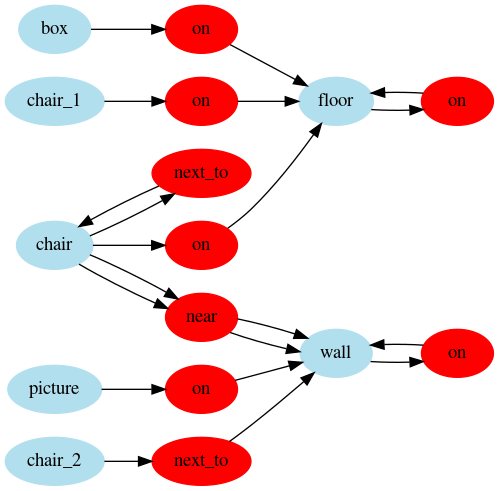 box on
chair_1 on floor on
next_to
chair on
near
wall on
picture on
chair_2 next_to